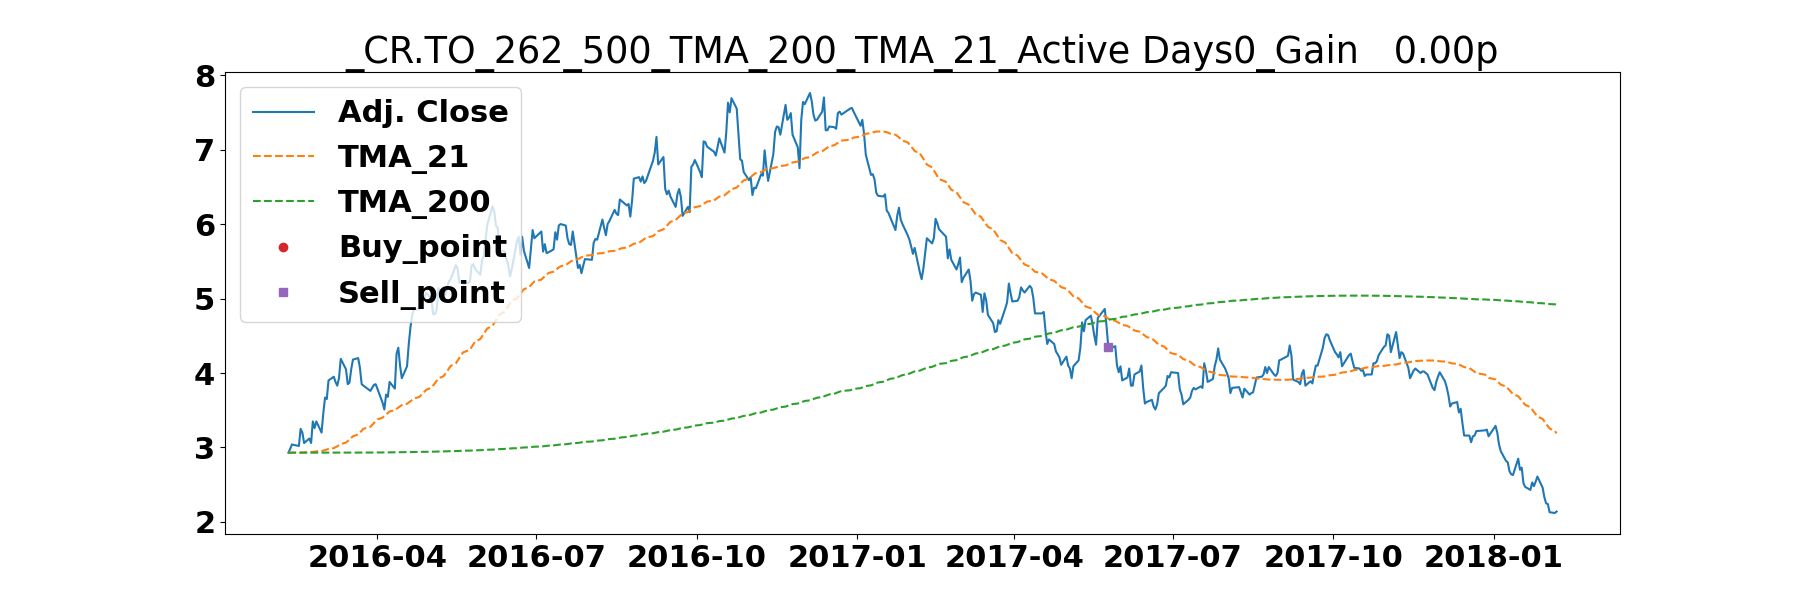 _CR.TO_262_500_TMA_200_TMA_21_Active Days0_Gain   0.00p
8
7
6
5
4
3
2
Adj. Close
TMA_21
TMA_200
Buy_point
Sell_point
2016-04 2016-07 2016-10 2017-01 2017-04 2017-07 2017-10 2018-01